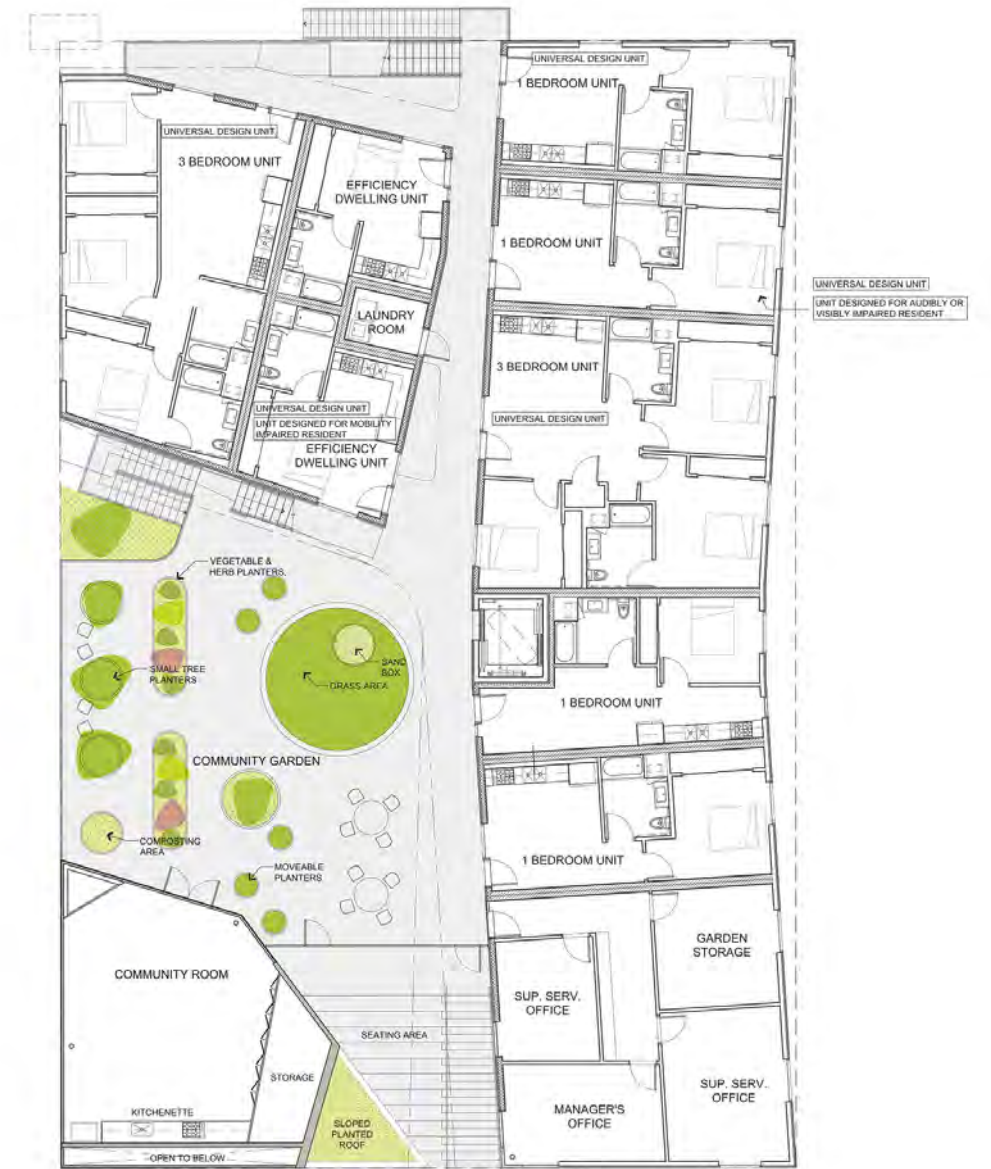 UNIVERSAL DESIGN UNIT
1 BEDROOM UNIT
UNIVERSAL DESIGN UNIT
3 BEDROOM UNIT
EFFICIENCY
DWELLING UNIT
1 BEDROOM UNIT
UNIVERSAL DESIGN UNIT
UNIT DESIGNED FOR AUDIBLY OR
VISIBLY IMPAIRED RESIDENT
LAUNDRY
ROOM
3 BEDROOM UNIT
UNIVERSAL DESIGN UNIT
UNIVERSAL DESIGN UNIT
UNIT DESIGNED FOR MOBILITY
IMPAIRED RESIDENT
EFFICIENCY
DWELLING UNIT
VEGETABLE &
HERB PLANTERS.
SMALL TREE
PLANTERS
SAND
BOX
GRASS AREA
1 BEDROOM UNIT
COMMUNITY GARDEN
COMPOSTING
AREA
MOVEABLE
PLANTERS
1 BEDROOM UNIT
GARDEN
STORAGE
COMMUNITY ROOM
SUP. SERV.
OFFICE
SEATING AREA
STORAGE
SUP. SERV.
OFFICE
KITCHENETTE
SLOPED
PLANTED
ROOF
MANAGER'S
OFFICE
OPEN TO BELOW